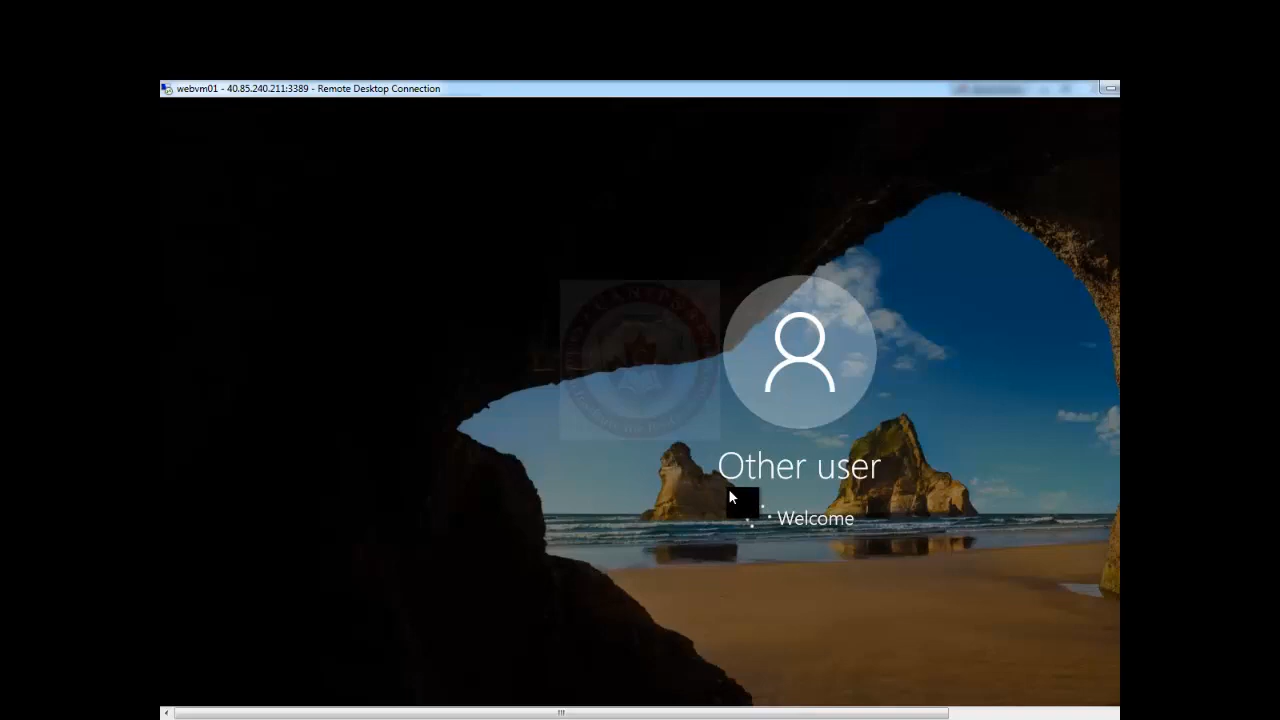 webvm01 - 40.85.240.211:3389 - Remote Desktop Connection
Other user
Welcome